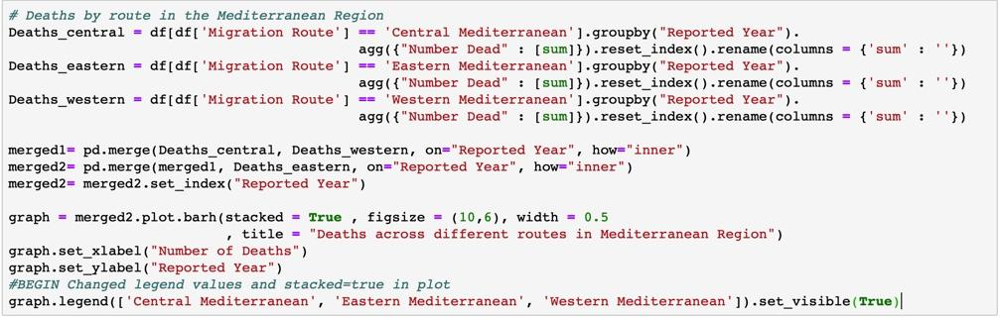 # Deaths by route in the Mediterranean Region
Deaths_central = df[df['Migration Route'] == 'Central Mediterranean'].groupby("Reported Year").
agg({"Number Dead" : [sum]}).reset_index().rename(columns = {'sum' : ''})
Deaths_eastern = df[df['Migration Route'] == 'Eastern Mediterranean'].groupby("Reported Year").
agg({"Number Dead" : [sum]}).reset_index().rename(columns = {'sum' : ''})
Deaths_western = df[df['Migration Route'] == 'Western Mediterranean'].groupby("Reported Year").
agg({"Number Dead" : [sum]}).reset_index().rename(columns = {'sum' : ''})
merged1= pd.merge(Deaths_central, Deaths_western, on="Reported Year", how="inner")
merged2= pd.merge(merged1, Deaths_eastern, on="Reported Year", how="inner")
merged2= merged2.set_index("Reported Year")
graph = merged2.plot.barh(stacked = True , figsize = (10,6), width = 0.5
, title = "Deaths across different routes in Mediterranean Region")
graph.set_xlabel("Number of Deaths")
graph.set_ylabel("Reported Year")
#BEGIN Changed legend values and stacked=true in plot
graph.legend(['Central Mediterranean', 'Eastern Mediterranean', 'Western Mediterranean']).set_visible(True)